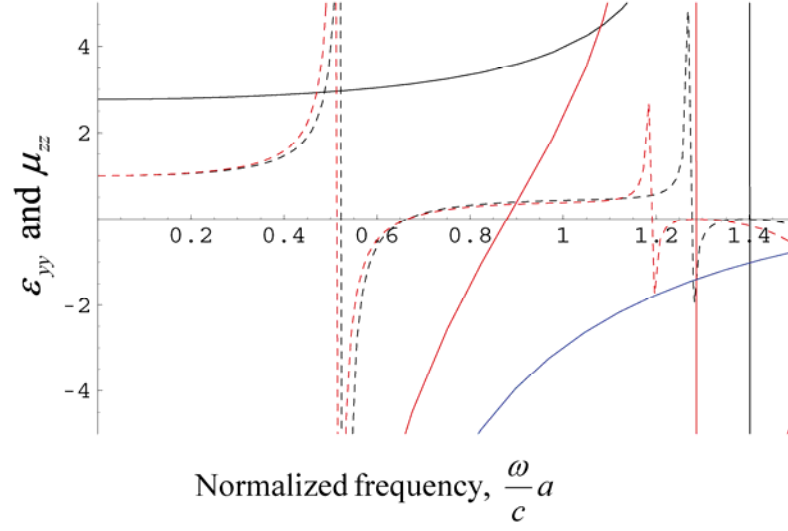 4
2
0.2 0.4 0.6 0.8 1 1.2 1.4
-2
-4
ε_yy and μ_zz
Normalized frequency, ω/c a